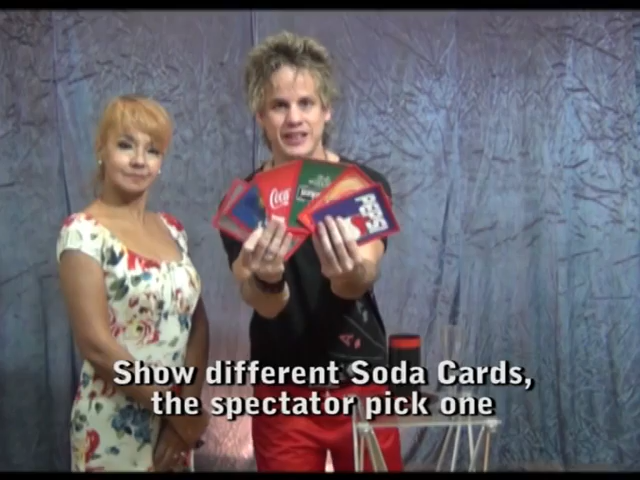 Coca
PEPSI
Show different Soda Cards,
the spectator pick one